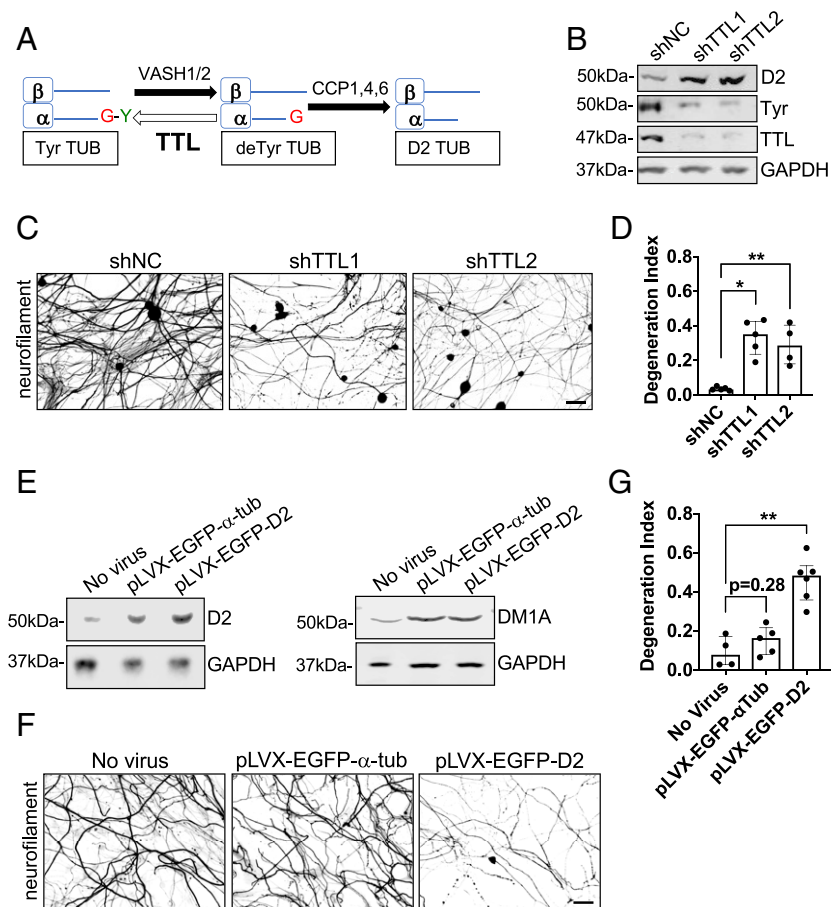 A
β
α
G-Y
Tyr TUB
VASH1/2
TTL
β
α
G
deTyr TUB
CCP1,4,6
β
α
D2 TUB
B
shNC
shTTL1
shTTL2
50kDa-
D2
50kDa-
Tyr
47kDa-
TTL
37kDa-
GAPDH
C
shNC
shTTL1
shTTL2
neurofilament
D
Degeneration Index
0.8
0.6
0.4
0.2
0.0
*
**
shNC
shTTL1
shTTL2
E
No virus
pLVX-EGFP-α-tub
pLVX-EGFP-D2
50kDa-
D2
37kDa-
GAPDH
No virus
pLVX-EGFP-α-tub
pLVX-EGFP-D2
50kDa-
DM1A
37kDa-
GAPDH
F
No virus
pLVX-EGFP-α-tub
pLVX-EGFP-D2
neurofilament
G
Degeneration Index
0.8
0.6
0.4
0.2
0.0
**
p=0.28
No Virus
pLVX-EGFP-αTub
pLVX-EGFP-D2